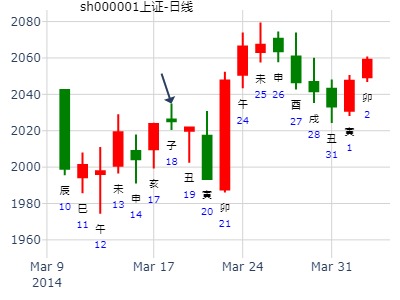 sh000001上证-日线
2080
2060
2040
2020
2000
1980
1960
辰
10
巳
11
午
12
未
13
申
14
亥
17
子
18
丑
19
寅
20
卯
21
午
24
未
25
申
26
酉
27
戌
28
丑
31
寅
1
卯
2
Mar 9
2014
Mar 17
Mar 24
Mar 31